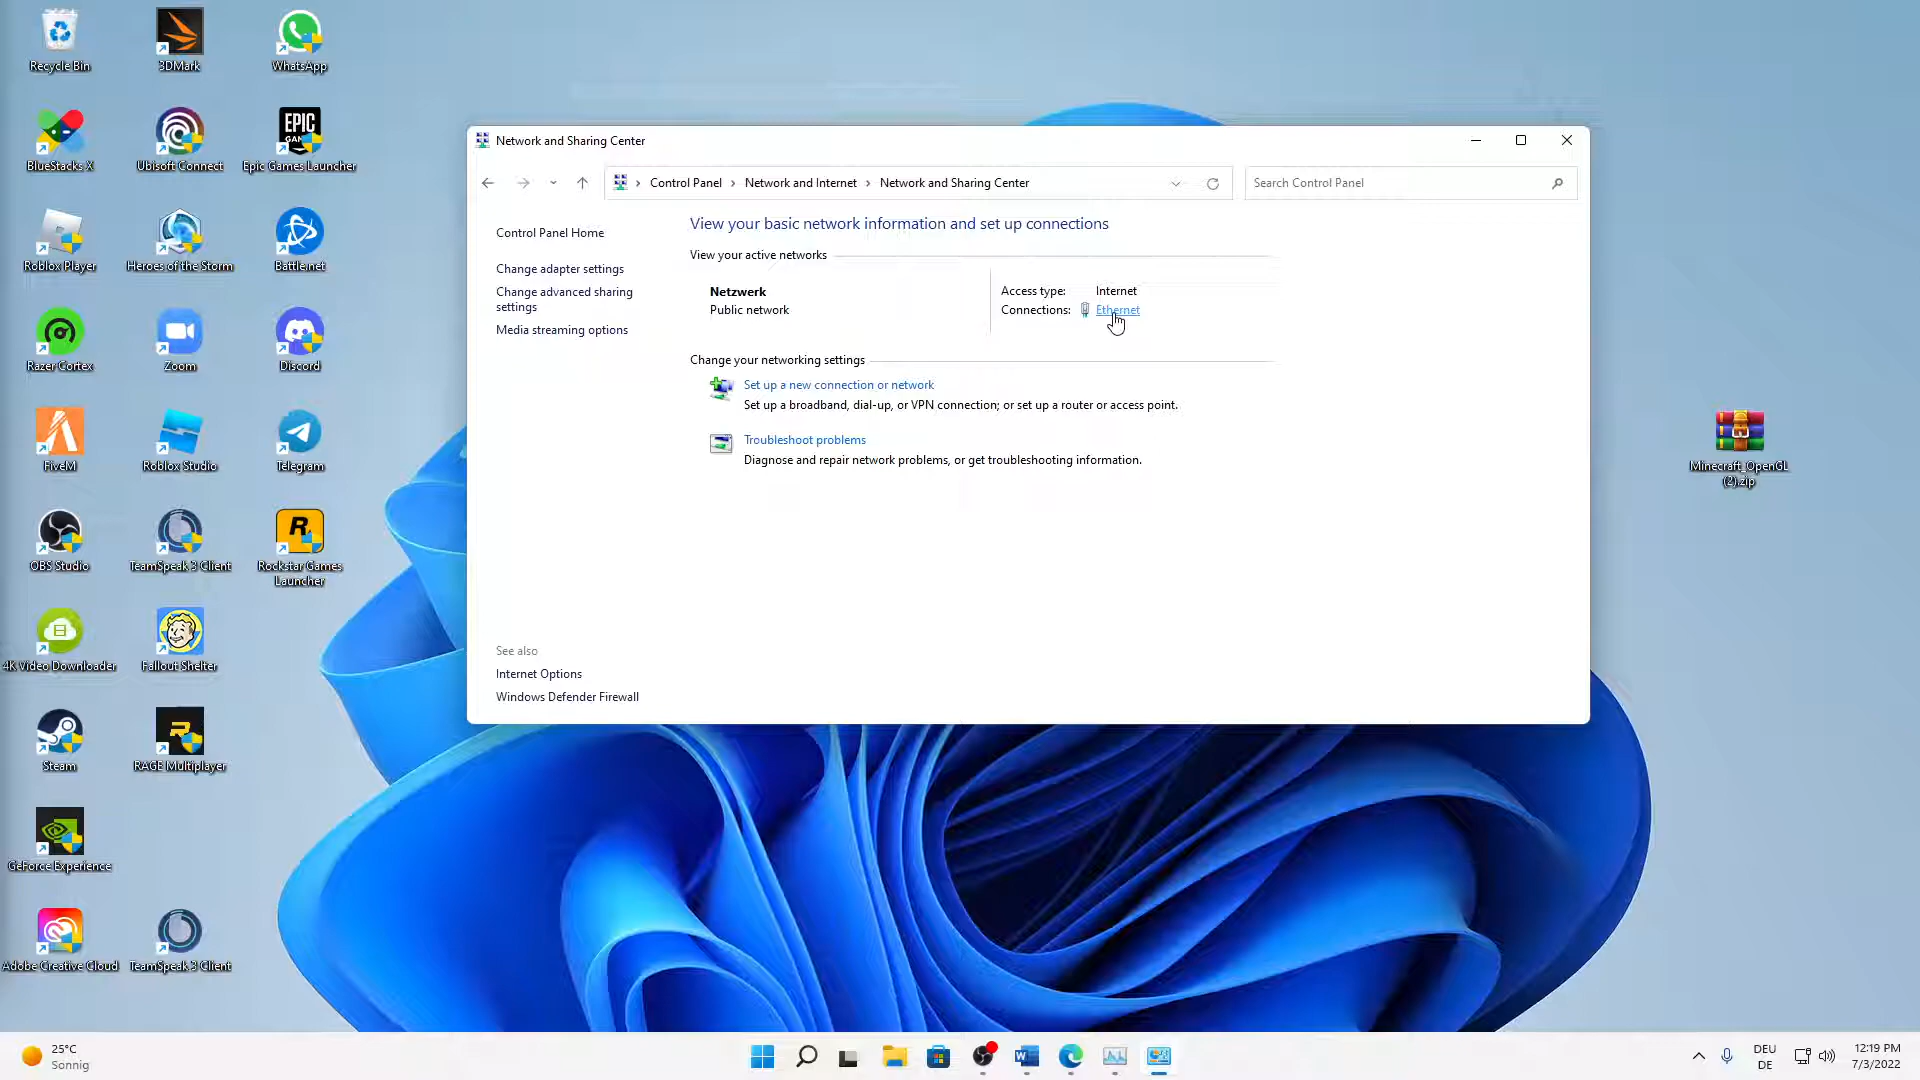 Recycle Bin
3DMark
WhatsApp
BlueStacks X
Ubisoft Connect
EPIC
GAMES
Epic Games Launcher
Roblox Player
Heroes of the Storm
Battle.net
Razer Cortex
Zoom
Discord
FiveM
Roblox Studio
Telegram
OBS Studio
TeamSpeak 3 Client
Rockstar Games
Launcher
4K Video Downloader
Fallout Shelter
Steam
RAGE Multiplayer
GeForce Experience
Adobe Creative Cloud
TeamSpeak 3 Client
Network and Sharing Center
Control Panel
Network and Internet
Network and Sharing Center
Search Control Panel
Control Panel Home
Change adapter settings
Change advanced sharing
settings
Media streaming options
View your basic network information and set up connections
View your active networks
Netzwerk
Public network
Access type: Internet
Connections: Ethernet
Change your networking settings
Set up a new connection or network
Set up a broadband, dial-up, or VPN connection; or set up a router or access point.
Troubleshoot problems
Diagnose and repair network problems, or get troubleshooting information.
See also
Internet Options
Windows Defender Firewall
Minecraft_OpenGL
(2).zip
25°C
Sonnig
DEU
DE
12:19 PM
7/3/2022